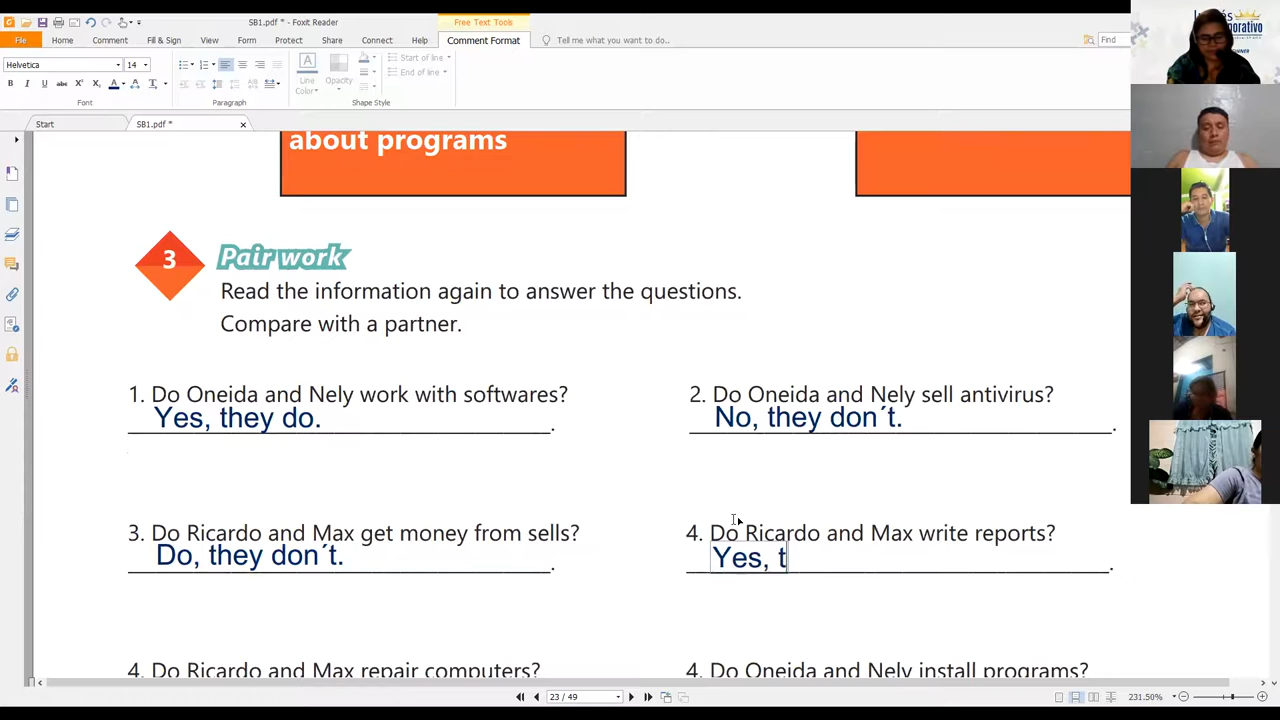 SB1.pdf * - Foxit Reader
Free Text Tools
File Home Comment Fill & Sign View Form Protect Share Connect Help Comment Format Tell me what you want to do.. Find
Helvetica 14
Line Color
Opacity
Start of line
End of line
Font Paragraph Shape Style
Start SB1.pdf *
about programs
3 Pair work
Read the information again to answer the questions.
Compare with a partner.
1. Do Oneida and Nely work with softwares?
Yes, they do.
2. Do Oneida and Nely sell antivirus?
No, they don´t.
3. Do Ricardo and Max get money from sells?
Do, they don´t.
4. Do Ricardo and Max write reports?
Yes, t
4. Do Ricardo and Max repair computers?
4. Do Oneida and Nely install programs?
23 / 49
231.50%